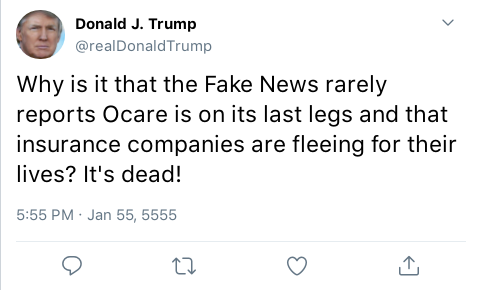 Donald J. Trump
@realDonaldTrump
Why is it that the Fake News rarely
reports Ocare is on its last legs and that
insurance companies are fleeing for their
lives? It's dead!
5:55 PM · Jan 55, 5555